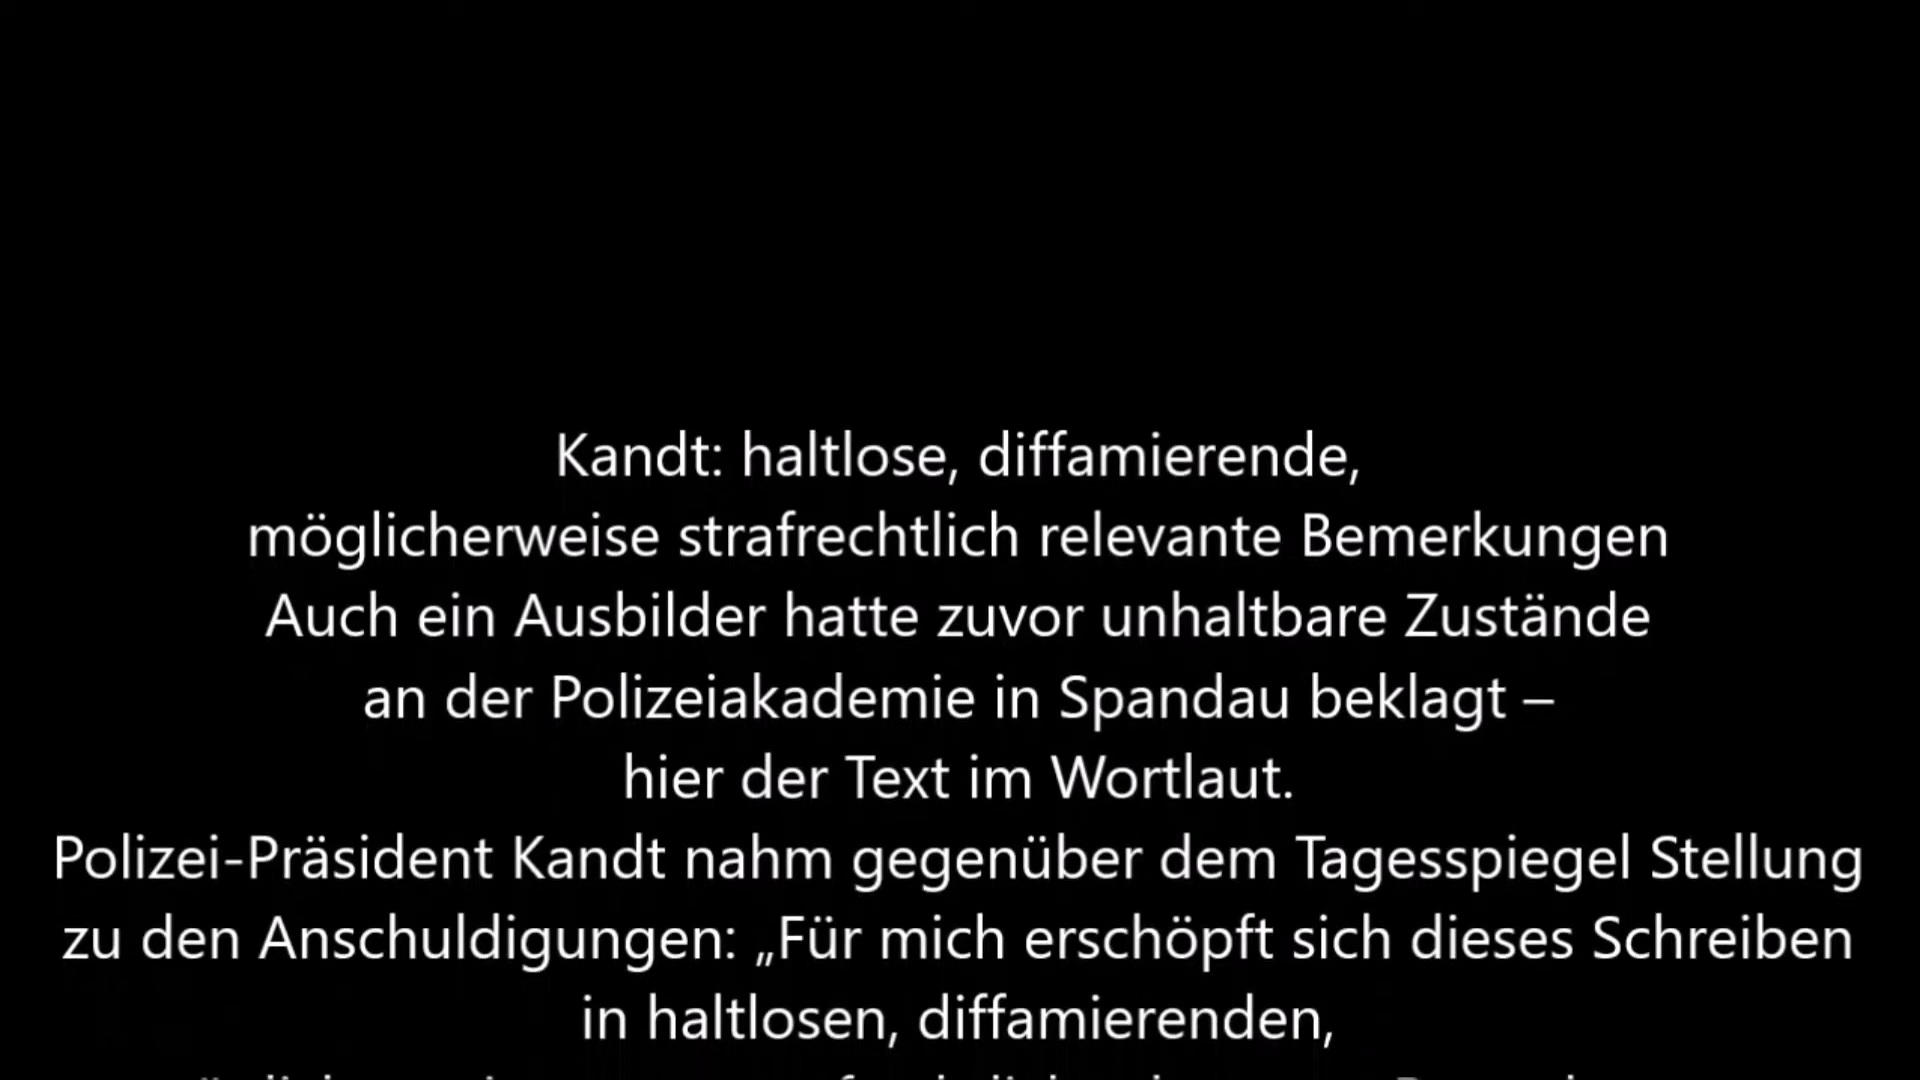 Kandt: haltlose, diffamierende,
möglicherweise strafrechtlich relevante Bemerkungen
Auch ein Ausbilder hatte zuvor unhaltbare Zustände
an der Polizeiakademie in Spandau beklagt –
hier der Text im Wortlaut.
Polizei-Präsident Kandt nahm gegenüber dem Tagesspiegel Stellung
zu den Anschuldigungen: „Für mich erschöpft sich dieses Schreiben
in haltlosen, diffamierenden,